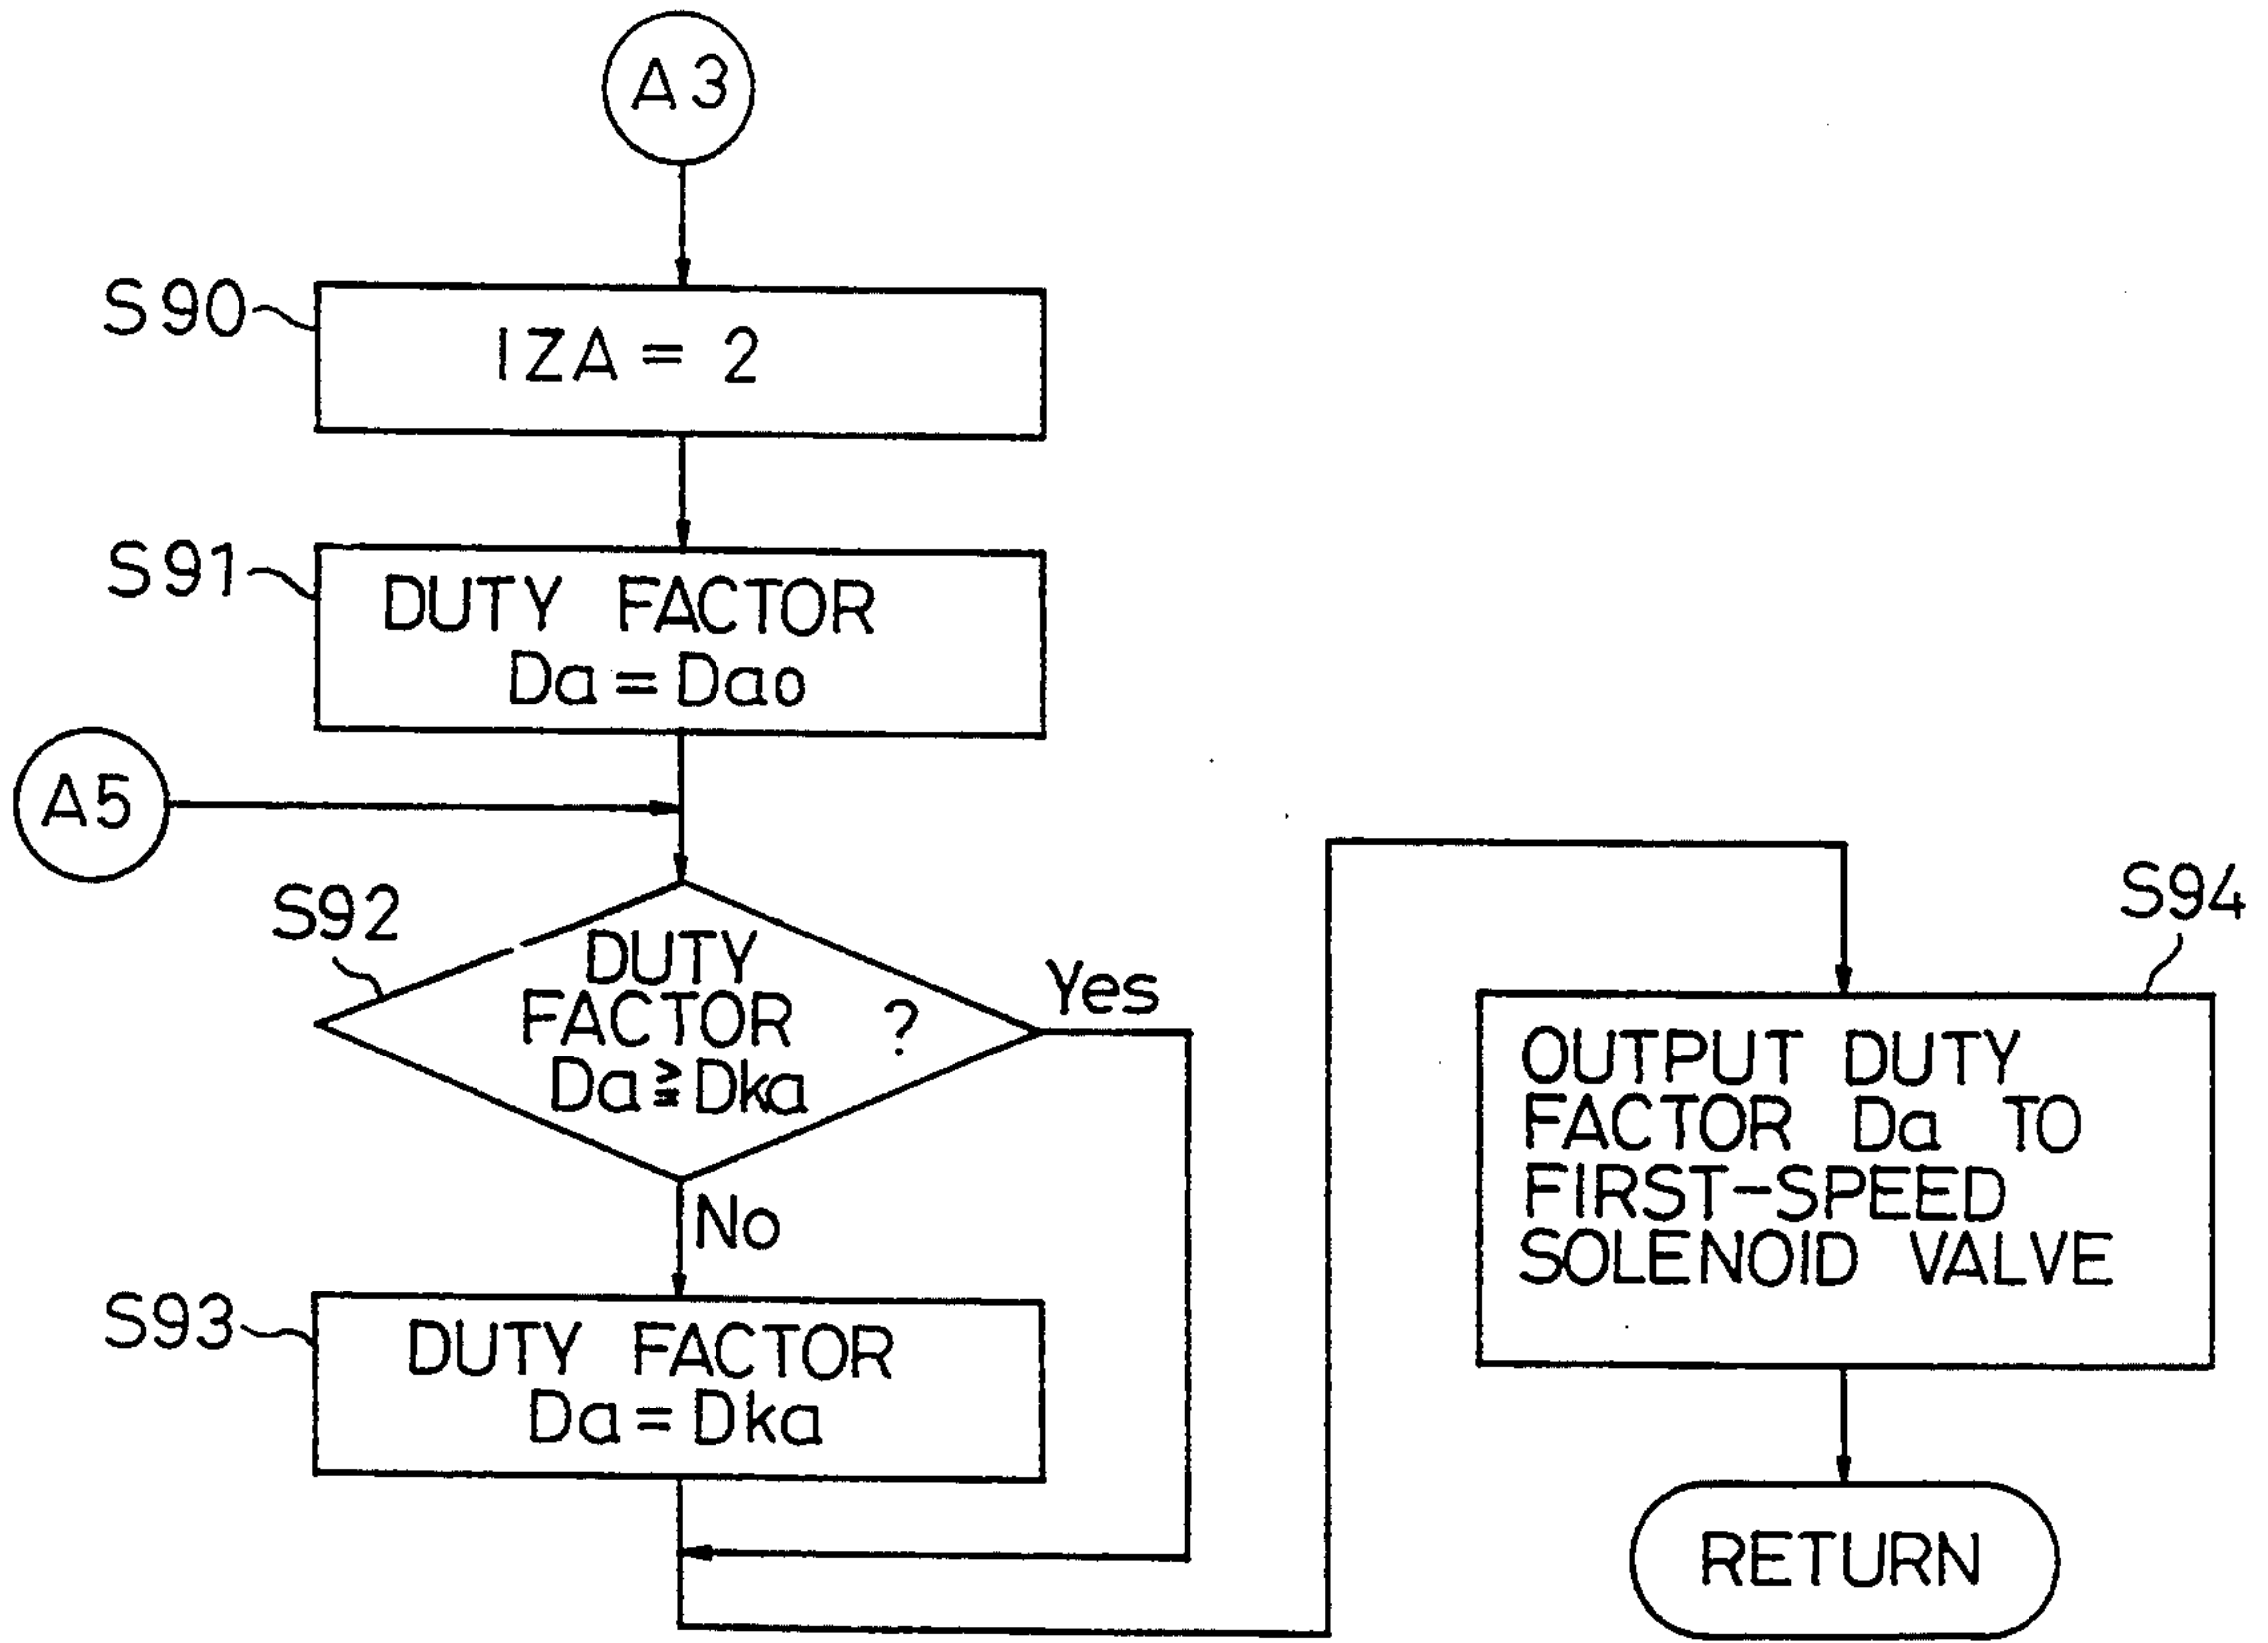 A3
S90
IZA = 2
S91
DUTY FACTOR
Da = Dao
A5
S92
DUTY
FACTOR ?
Da ≧ Dka
Yes
No
S93
DUTY FACTOR
Da = Dka
S94
OUTPUT DUTY
FACTOR Da TO
FIRST-SPEED
SOLENOID VALVE
RETURN